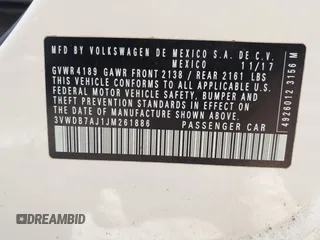 MFD BY VOLKSWAGEN DE MEXICO S.A. DE C.V.
MEXICO 11/17
GVWR 4189 GAWR FRONT 2138 / REAR 2161 LBS
THIS VEHICLE CONFORMS TO ALL APPLICABLE
FEDERAL MOTOR VEHICLE SAFETY, BUMPER,
AND THEFT PREVENTION STANDARDS IN EFFECT
ON THE DATE OF MANUFACTURE SHOWN ABOVE.
3VWDB7AJ1JM261886 PASSENGER CAR
4926012 3156 M
© DREAMBID